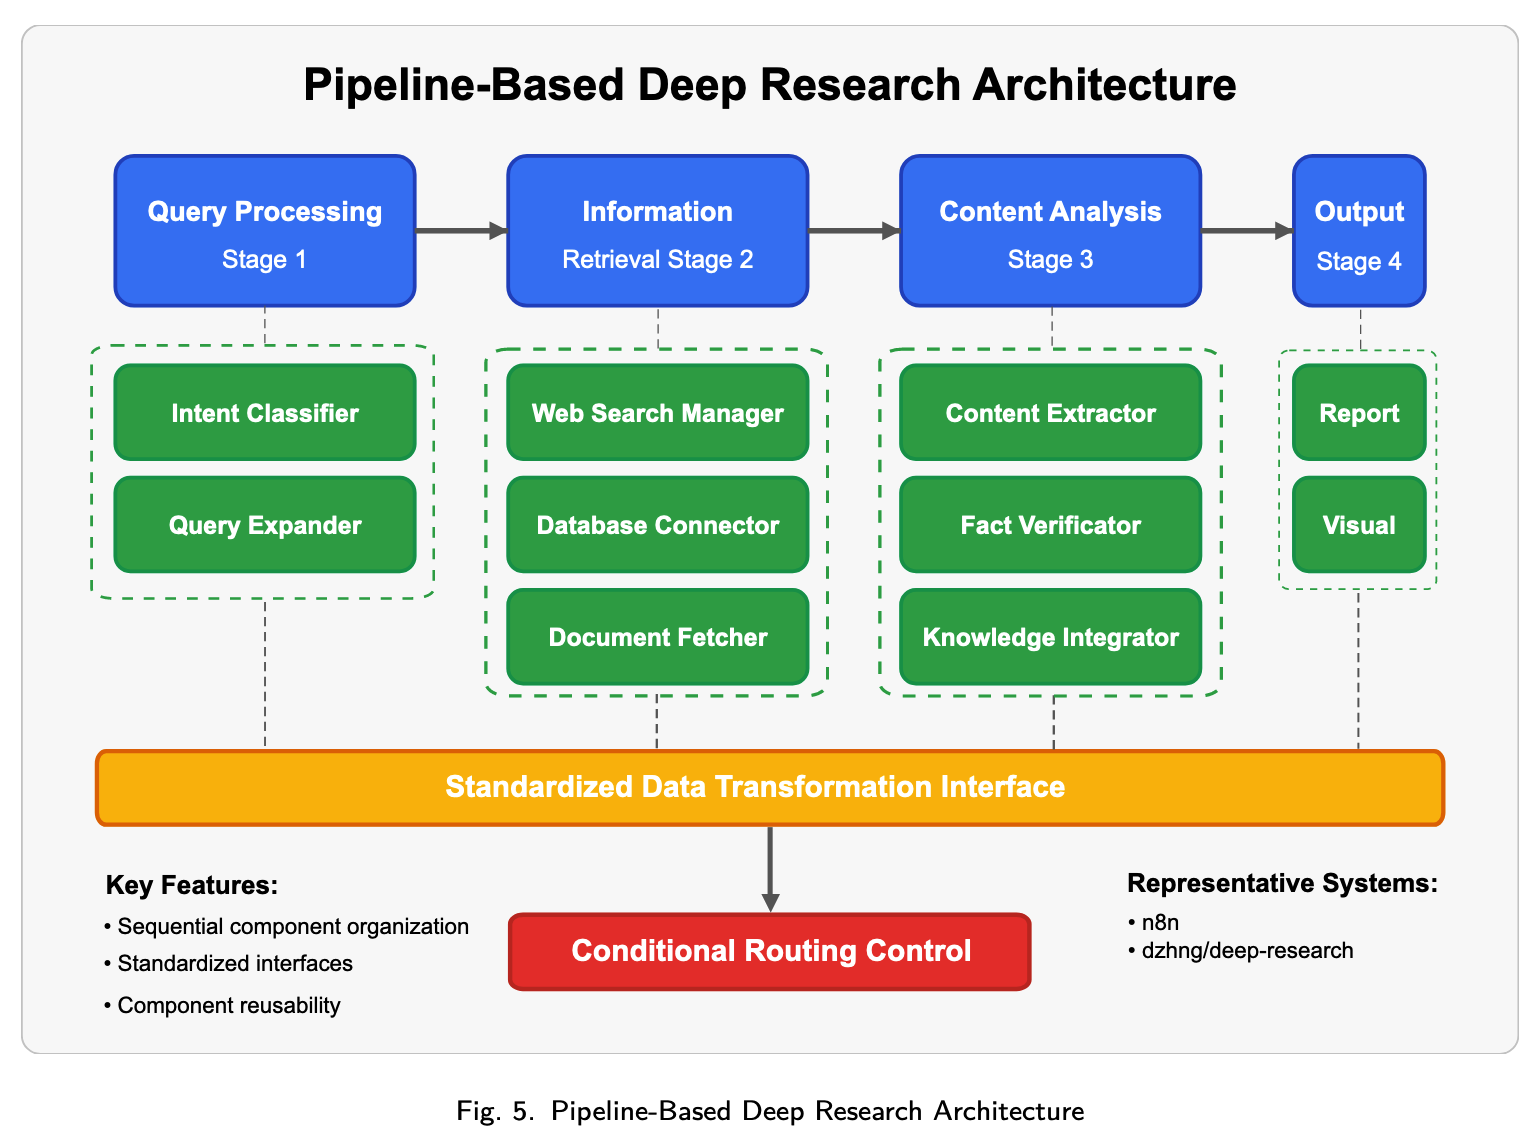 Pipeline-Based Deep Research Architecture
Query Processing
Stage 1
Information
Retrieval Stage 2
Content Analysis
Stage 3
Output
Stage 4
Intent Classifier
Query Expander
Web Search Manager
Database Connector
Document Fetcher
Content Extractor
Fact Verificator
Knowledge Integrator
Report
Visual
Standardized Data Transformation Interface
Key Features:
• Sequential component organization
• Standardized interfaces
• Component reusability
Conditional Routing Control
Representative Systems:
• n8n
• dzhng/deep-research
Fig. 5. Pipeline-Based Deep Research Architecture